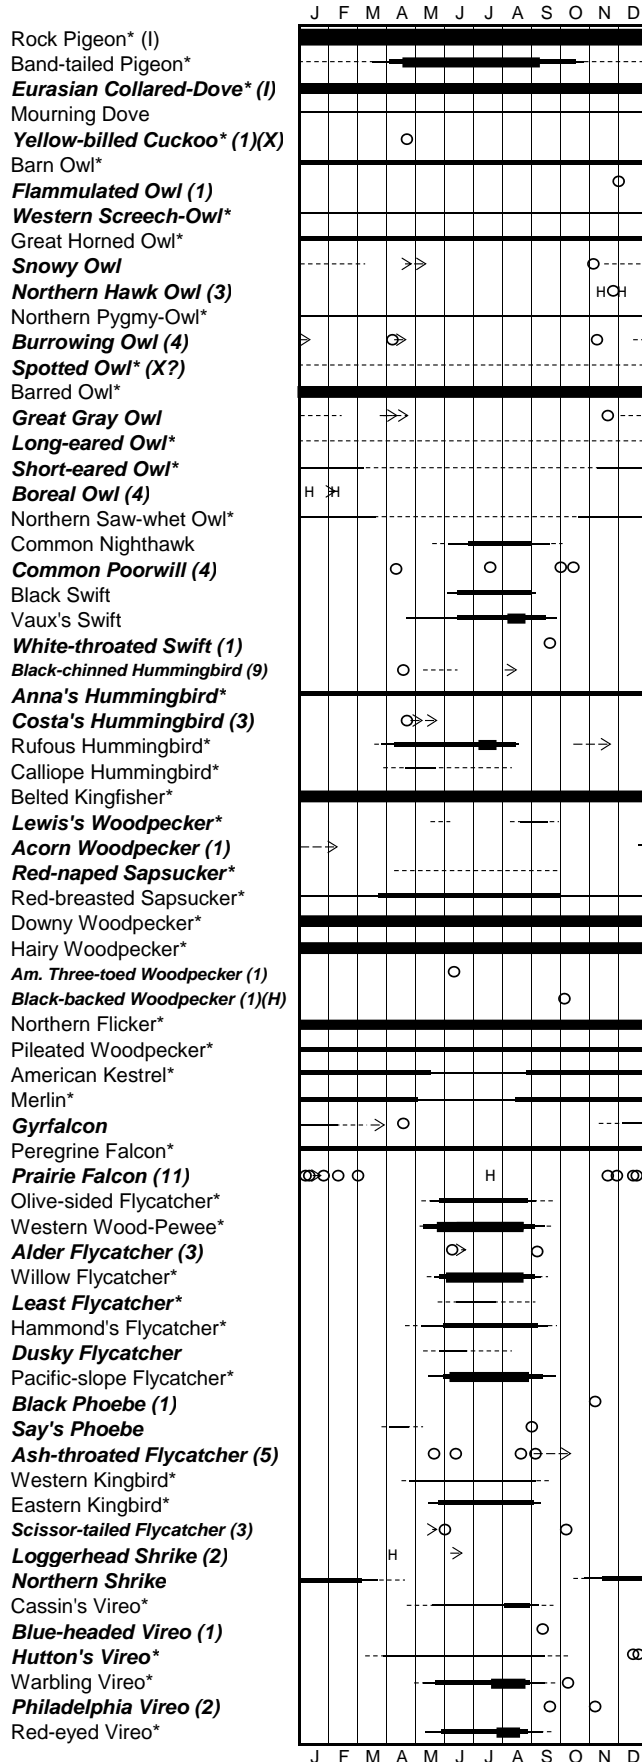 J F M A M J J A S O N D
Rock Pigeon* (I)
Band-tailed Pigeon*
Eurasian Collared-Dove* (I)
Mourning Dove
Yellow-billed Cuckoo* (1)(X)
Barn Owl*
Flammulated Owl (1)
Western Screech-Owl*
Great Horned Owl*
Snowy Owl
Northern Hawk Owl (3) H H
Northern Pygmy-Owl*
Burrowing Owl (4)
Spotted Owl* (X?)
Barred Owl*
Great Gray Owl
Long-eared Owl*
Short-eared Owl*
Boreal Owl (4) H H
Northern Saw-whet Owl*
Common Nighthawk
Common Poorwill (4)
Black Swift
Vaux's Swift
White-throated Swift (1)
Black-chinned Hummingbird (9)
Anna's Hummingbird*
Costa's Hummingbird (3)
Rufous Hummingbird*
Calliope Hummingbird*
Belted Kingfisher*
Lewis's Woodpecker*
Acorn Woodpecker (1)
Red-naped Sapsucker*
Red-breasted Sapsucker*
Downy Woodpecker*
Hairy Woodpecker*
Am. Three-toed Woodpecker (1)
Black-backed Woodpecker (1)(H)
Northern Flicker*
Pileated Woodpecker*
American Kestrel*
Merlin*
Gyrfalcon
Peregrine Falcon*
Prairie Falcon (11) H
Olive-sided Flycatcher*
Western Wood-Pewee*
Alder Flycatcher (3)
Willow Flycatcher*
Least Flycatcher*
Hammond's Flycatcher*
Dusky Flycatcher
Pacific-slope Flycatcher*
Black Phoebe (1)
Say's Phoebe
Ash-throated Flycatcher (5)
Western Kingbird*
Eastern Kingbird*
Scissor-tailed Flycatcher (3)
Loggerhead Shrike (2) H
Northern Shrike
Cassin's Vireo*
Blue-headed Vireo (1)
Hutton's Vireo*
Warbling Vireo*
Philadelphia Vireo (2)
Red-eyed Vireo*
J F M A M J J A S O N D